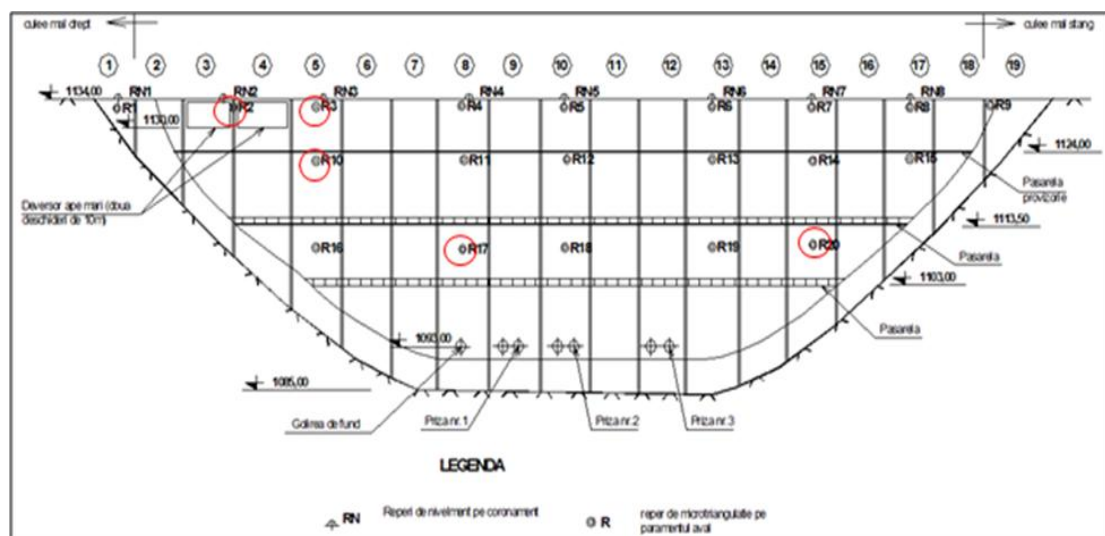 culee mal drept
culee mal stang
1 2 3 4 5 6 7 8 9 10 11 12 13 14 15 16 17 18 19
1134,00 RN1 RN2 RN3 RN4 RN5 RN6 RN7 RN8
R1 R2 R3 R4 R5 R6 R7 R8 R9
1130,00
1124,00
R10 R11 R12 R13 R14 R15
Pasarela
provizorie
Deversor ape mari (doua
deschideri de 10m)
1113,50
R16 R17 R18 R19 R20
Pasarela
1103,00
Pasarela
1093,00
1085,00
Golirea de fund
Priza nr.1
Priza nr.2
Priza nr.3
LEGENDA
RN Reperi de nivelment pe coronament
R reper de microtriangulatie pe
paramentul aval